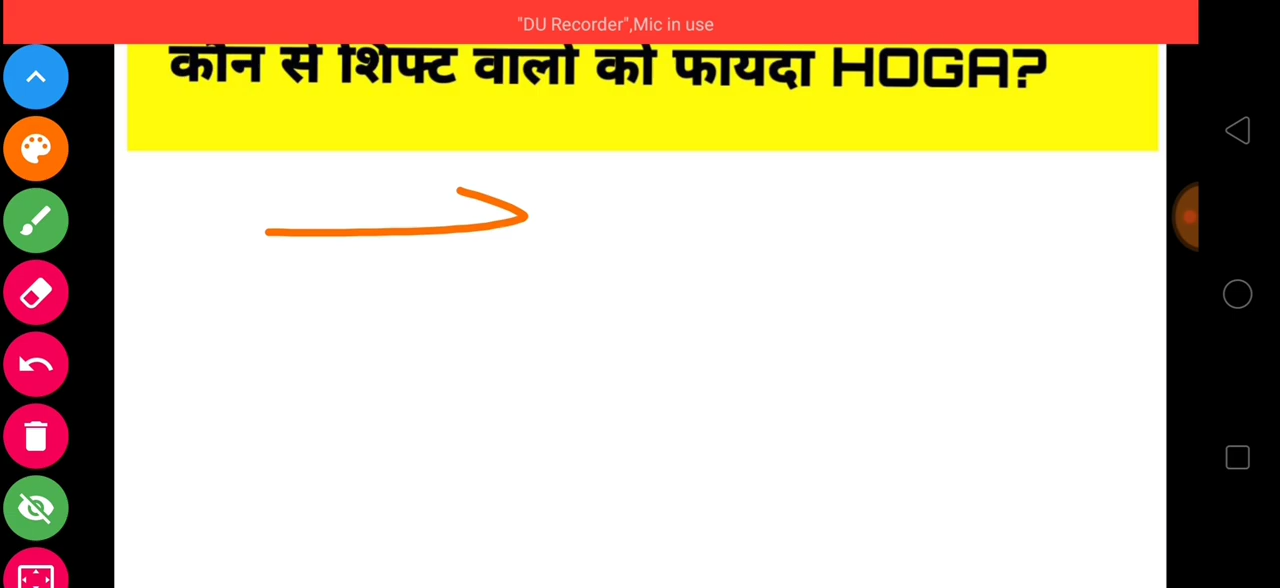 "DU Recorder",Mic in use
कौन से शिफ्ट वालों को फायदा HOGA?